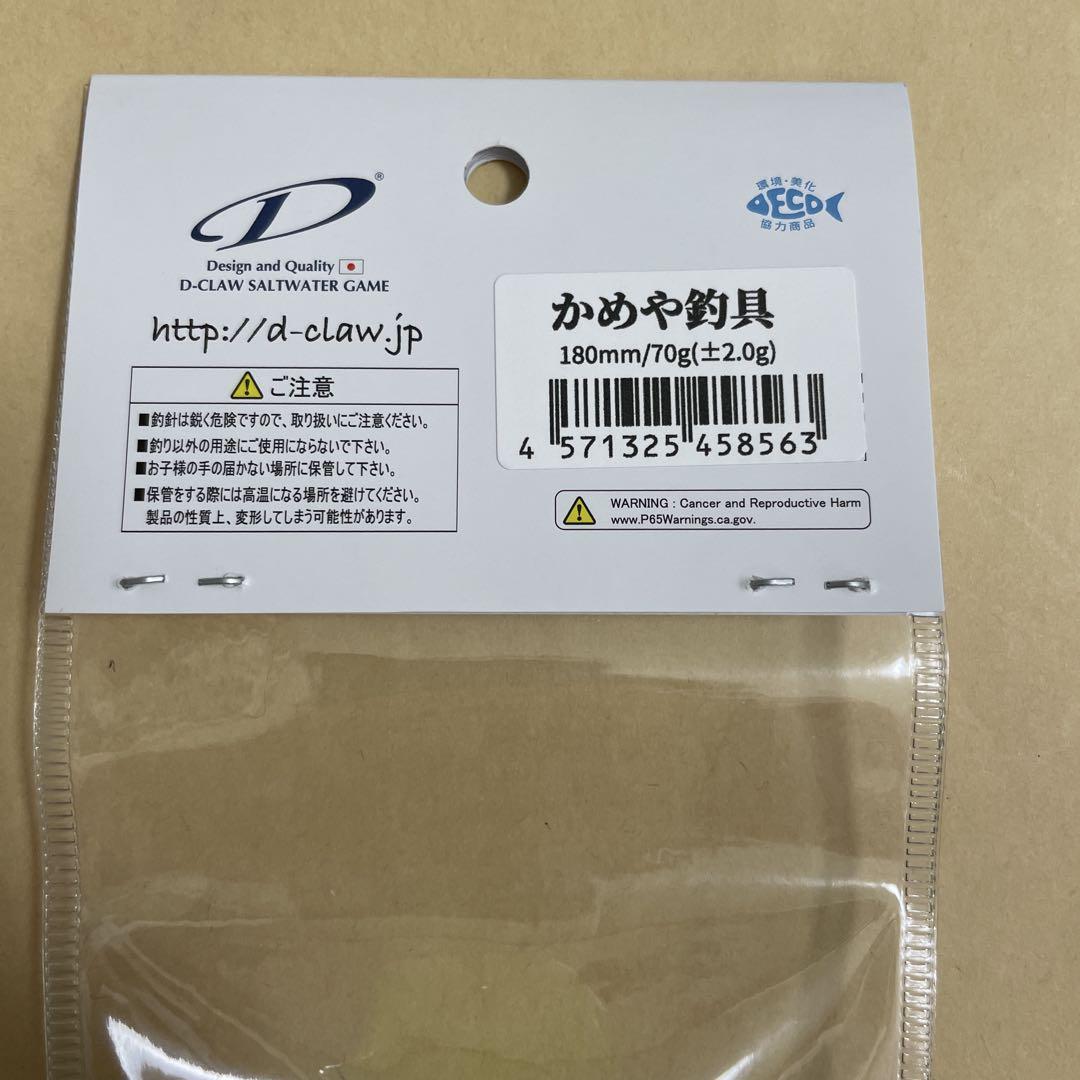 D®
Design and Quality
D-CLAW SALTWATER GAME
http://d-claw.jp
ご注意
■釣針は鋭く危険ですので、取り扱いにご注意ください。
■釣り以外の用途にご使用にならないで下さい。
■お子様の手の届かない場所に保管して下さい。
■保管をする際には高温になる場所を避けてください。
製品の性質上、変形してしまう可能性があります。
環境・美化
ECO
協力商品
かめや釣具
180mm/70g(±2.0g)
4 571325 458563
WARNING : Cancer and Reproductive Harm
www.P65Warnings.ca.gov.